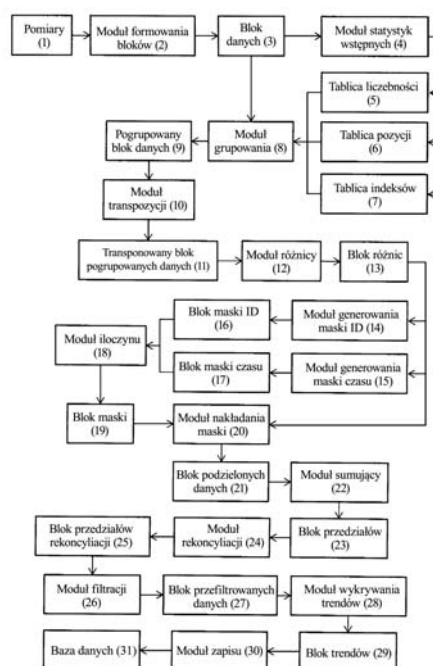 Pomiary
(1)
Moduł formowania
bloków (2)
Blok
danych (3)
Moduł statystyk
wstępnych (4)
Tablica liczebności
(5)
Pogrupowany
blok danych (9)
Moduł
grupowania (8)
Tablica pozycji
(6)
Moduł
transpozycji (10)
Tablica indeksów
(7)
Transponowany blok
pogrupowanych danych (11)
Moduł różnicy
(12)
Blok różnic
(13)
Blok maski ID
(16)
Moduł generowania
maski ID (14)
Moduł iloczynu
(18)
Blok maski czasu
(17)
Moduł generowania
maski czasu (15)
Blok maski
(19)
Moduł nakładania
maski (20)
Blok podzielonych
danych (21)
Moduł sumujący
(22)
Blok przedziałów
rekoncyliacji (25)
Moduł
rekoncyliacji (24)
Blok przedziałów
(23)
Moduł filtracji
(26)
Blok przefiltrowanych
danych (27)
Moduł wykrywania
trendów (28)
Baza danych (31)
Moduł zapisu (30)
Blok trendów (29)